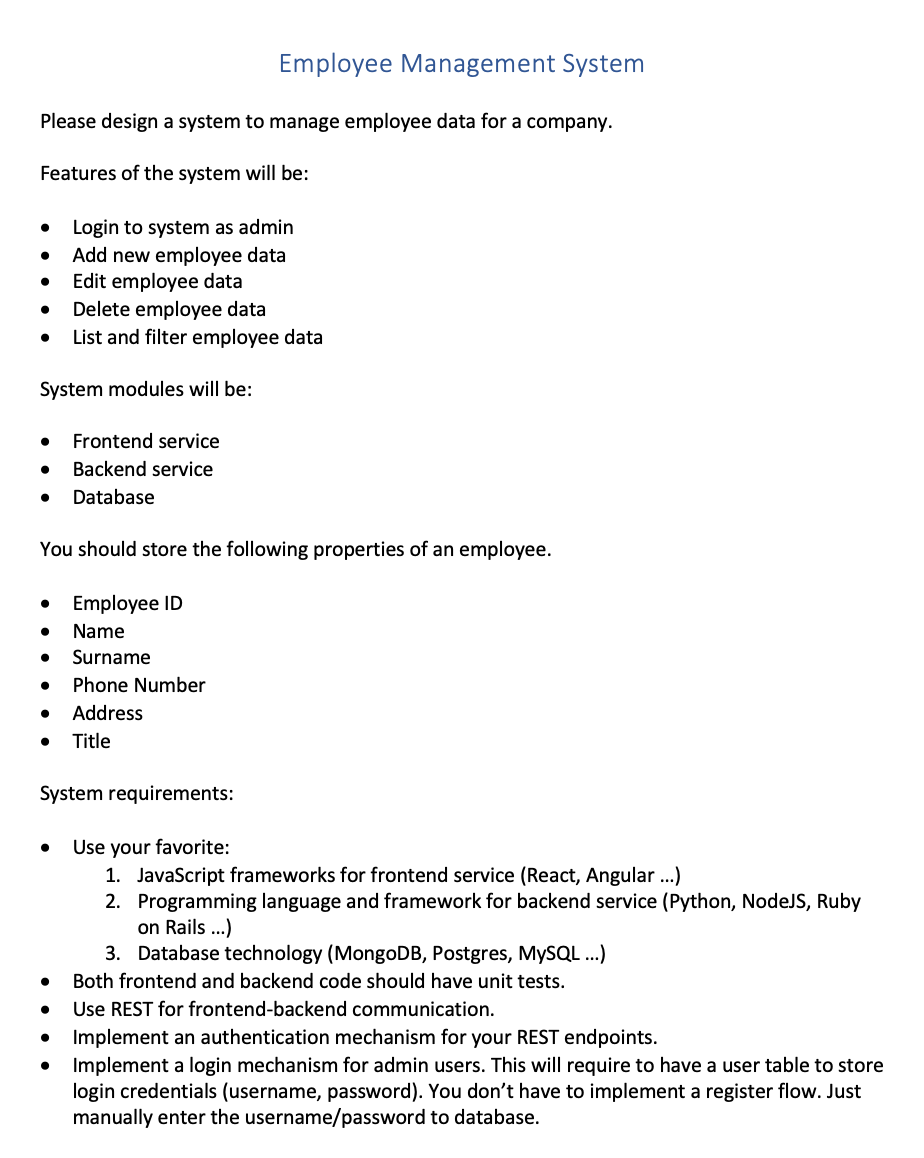 Employee Management System
Please design a system to manage employee data for a company.
Features of the system will be:
• Login to system as admin
• Add new employee data
• Edit employee data
• Delete employee data
• List and filter employee data
System modules will be:
• Frontend service
• Backend service
• Database
You should store the following properties of an employee.
• Employee ID
• Name
• Surname
• Phone Number
• Address
• Title
System requirements:
• Use your favorite:
1. JavaScript frameworks for frontend service (React, Angular ...)
2. Programming language and framework for backend service (Python, NodeJS, Ruby
on Rails ...)
3. Database technology (MongoDB, Postgres, MySQL ...)
• Both frontend and backend code should have unit tests.
• Use REST for frontend-backend communication.
• Implement an authentication mechanism for your REST endpoints.
• Implement a login mechanism for admin users. This will require to have a user table to store
login credentials (username, password). You don’t have to implement a register flow. Just
manually enter the username/password to database.